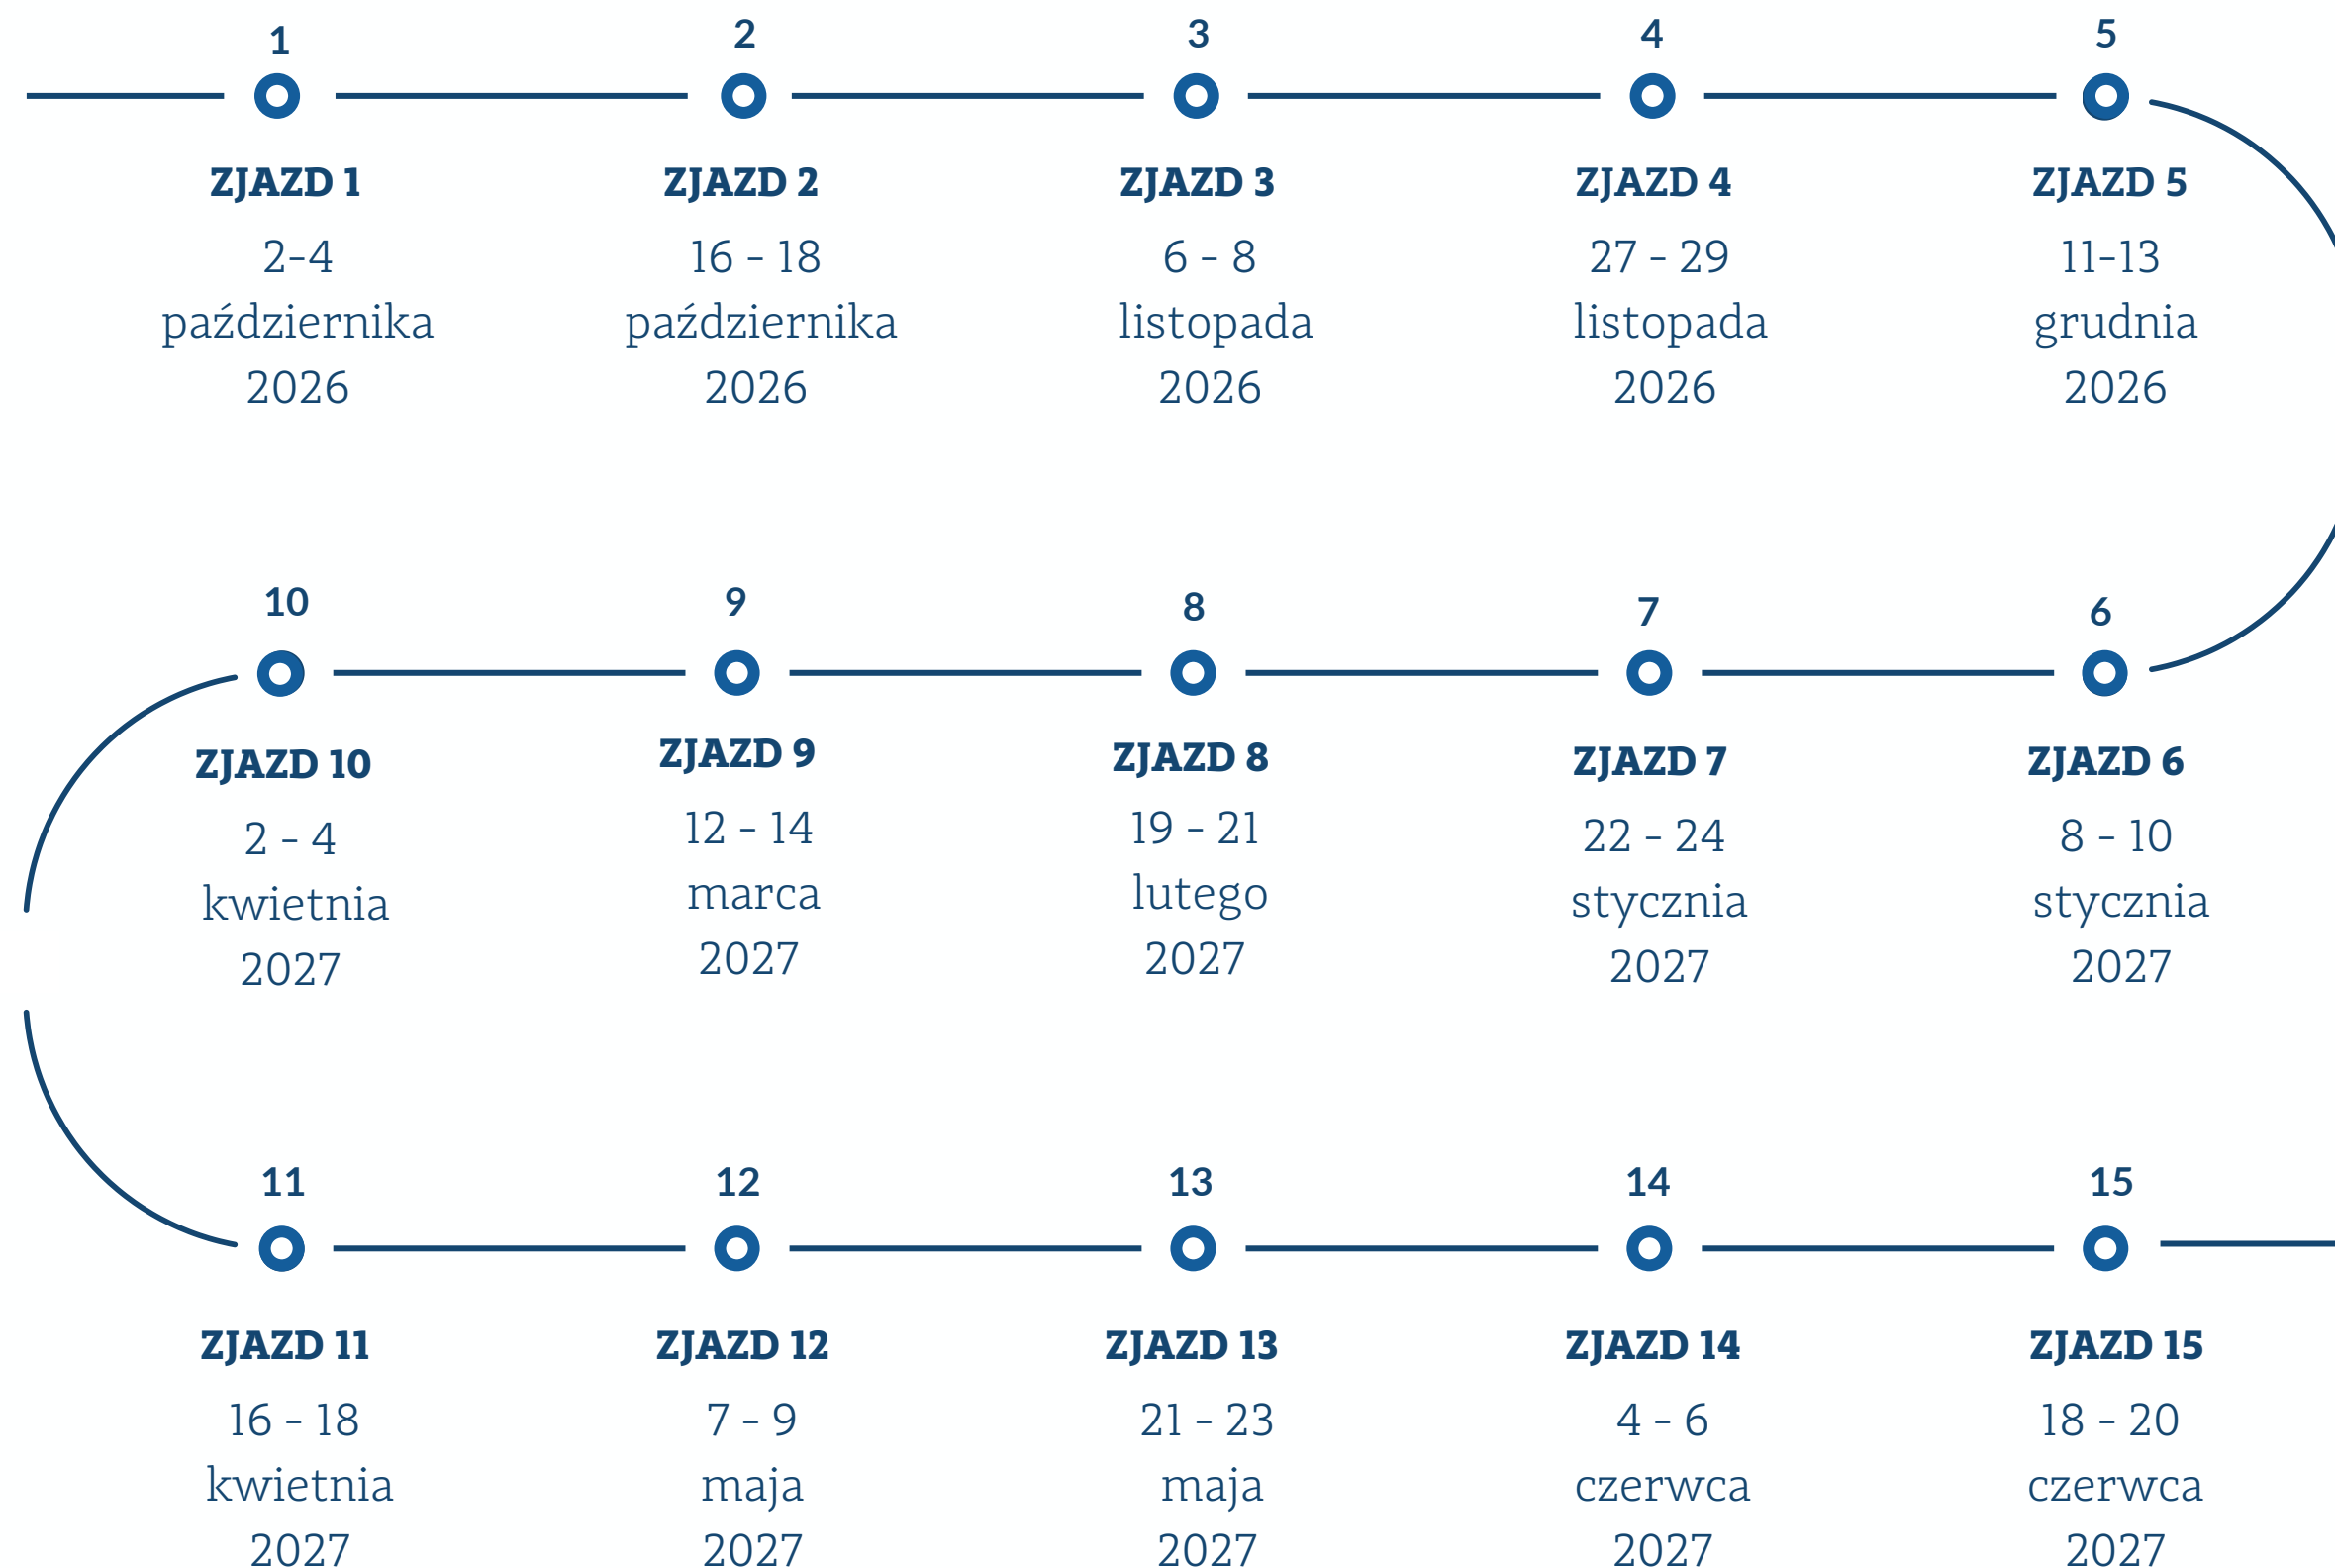 1
ZJAZD 1
2-4
października
2026
2
ZJAZD 2
16 - 18
października
2026
3
ZJAZD 3
6 - 8
listopada
2026
4
ZJAZD 4
27 - 29
listopada
2026
5
ZJAZD 5
11-13
grudnia
2026
6
ZJAZD 6
8 - 10
stycznia
2027
7
ZJAZD 7
22 - 24
stycznia
2027
8
ZJAZD 8
19 - 21
lutego
2027
9
ZJAZD 9
12 - 14
marca
2027
10
ZJAZD 10
2 - 4
kwietnia
2027
11
ZJAZD 11
16 - 18
kwietnia
2027
12
ZJAZD 12
7 - 9
maja
2027
13
ZJAZD 13
21 - 23
maja
2027
14
ZJAZD 14
4 - 6
czerwca
2027
15
ZJAZD 15
18 - 20
czerwca
2027